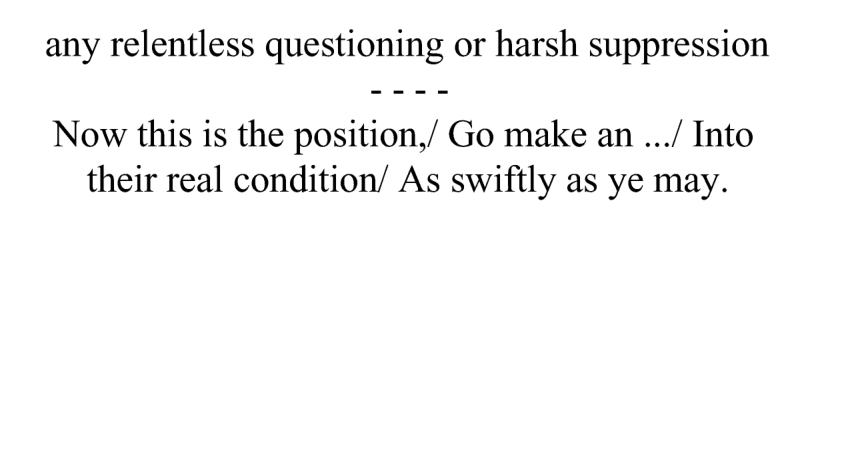 any relentless questioning or harsh suppression
- - - -
Now this is the position,/ Go make an .../ Into
their real condition/ As swiftly as ye may.